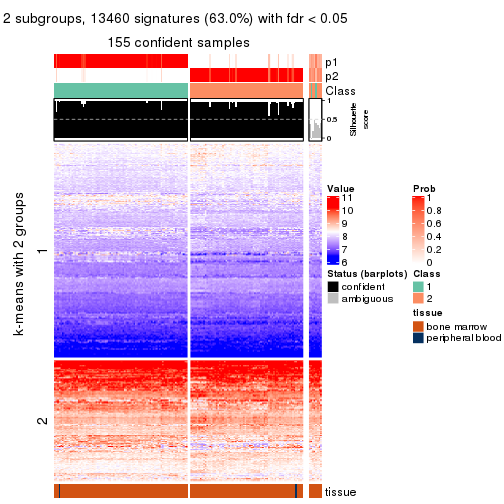 2 subgroups, 13460 signatures (63.0%) with fdr < 0.05
155 confident samples
p1
p2
Class
1
0.5
0
Silhouette
score
k-means with 2 groups
1
2
tissue
Value
11
10
9
8
7
6
Prob
1
0.8
0.6
0.4
0.2
0
Status (barplots)
confident
ambiguous
Class
1
2
tissue
bone marrow
peripheral blood